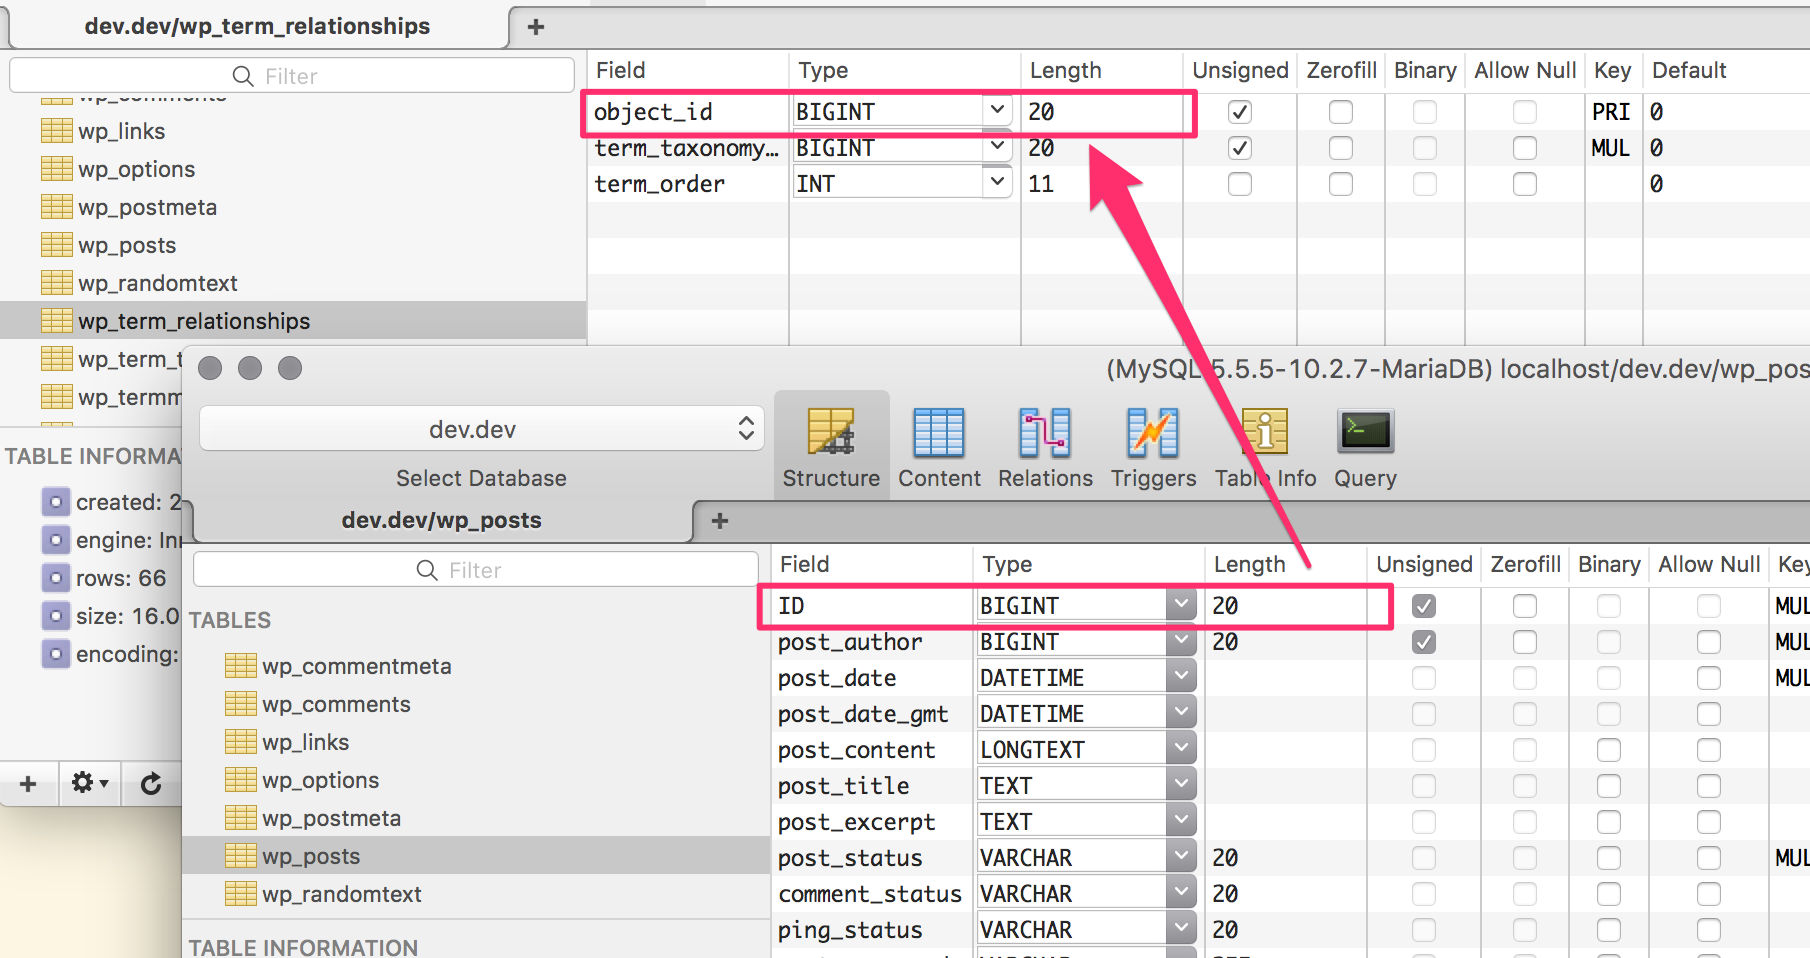 dev.dev/wp_term_relationships +
Filter
wp_comments
wp_links
wp_options
wp_postmeta
wp_posts
wp_randomtext
wp_term_relationships
wp_term_t
wp_termm
TABLE INFORMA
created: 2
engine: Inn
rows: 66
size: 16.0
encoding:
Field Type Length Unsigned Zerofill Binary Allow Null Key Default
object_id BIGINT 20 PRI 0
term_taxonomy... BIGINT 20 MUL 0
term_order INT 11 0
(MySQL 5.5.5-10.2.7-MariaDB) localhost/dev.dev/wp_pos
dev.dev
Select Database
Structure Content Relations Triggers Table Info Query
dev.dev/wp_posts +
Filter
TABLES
wp_commentmeta
wp_comments
wp_links
wp_options
wp_postmeta
wp_posts
wp_randomtext
TABLE INFORMATION
Field Type Length Unsigned Zerofill Binary Allow Null Key
ID BIGINT 20 MUL
post_author BIGINT 20 MUL
post_date DATETIME MUL
post_date_gmt DATETIME
post_content LONGTEXT
post_title TEXT
post_excerpt TEXT
post_status VARCHAR 20 MUL
comment_status VARCHAR 20
ping_status VARCHAR 20